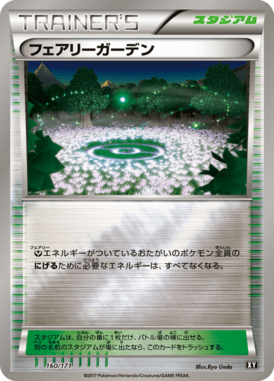 TRAINER'S
スタジアム
フェアリーガーデン
フェアリー
エネルギーがついているおたがいのポケモン全員の
にげるために必要なエネルギーは、すべてなくなる。
Illus.Ryo Ueda
スタジアムは、自分の番に1枚だけ、バトル場の横に出せる。
別の名前のスタジアムが場に出たなら、このカードをトラッシュする。
160/171
XY
©2017 Pokémon/Nintendo/Creatures/GAME FREAK.